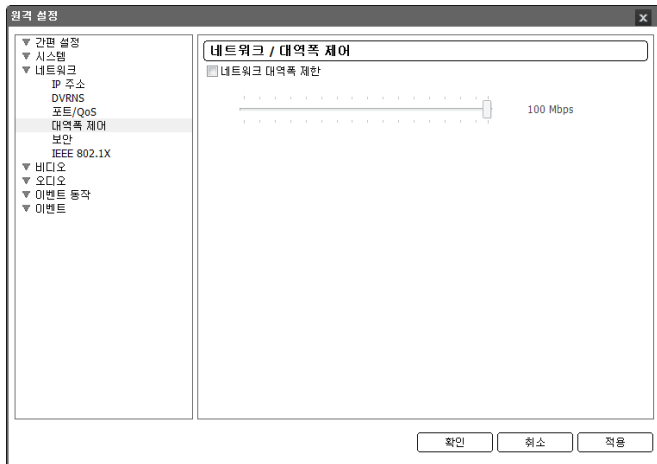 원격 설정
x
▼ 간편 설정
▼ 시스템
▼ 네트워크
IP 주소
DVRNS
포트/QoS
대역폭 제어
보안
IEEE 802.1X
▼ 비디오
▼ 오디오
▼ 이벤트 동작
▼ 이벤트
네트워크 / 대역폭 제어
네트워크 대역폭 제한
100 Mbps
확인
취소
적용